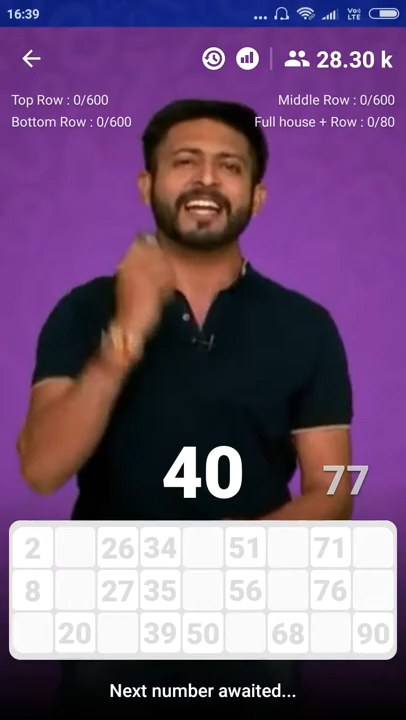 16:39
Vo) LTE
28.30 k
Top Row : 0/600
Middle Row : 0/600
Bottom Row : 0/600
Full house + Row : 0/80
40
77
2 26 34 51 71
8 27 35 56 76
20 39 50 68 90
Next number awaited...